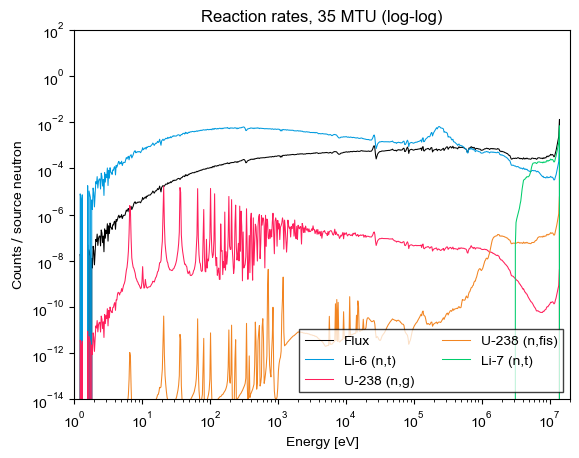 Reaction rates, 35 MTU (log-log)
Counts / source neutron
10^2
10^0
10^-2
10^-4
10^-6
10^-8
10^-10
10^-12
10^-14
Flux
Li-6 (n,t)
U-238 (n,g)
U-238 (n,fis)
Li-7 (n,t)
10^0 10^1 10^2 10^3 10^4 10^5 10^6 10^7
Energy [eV]